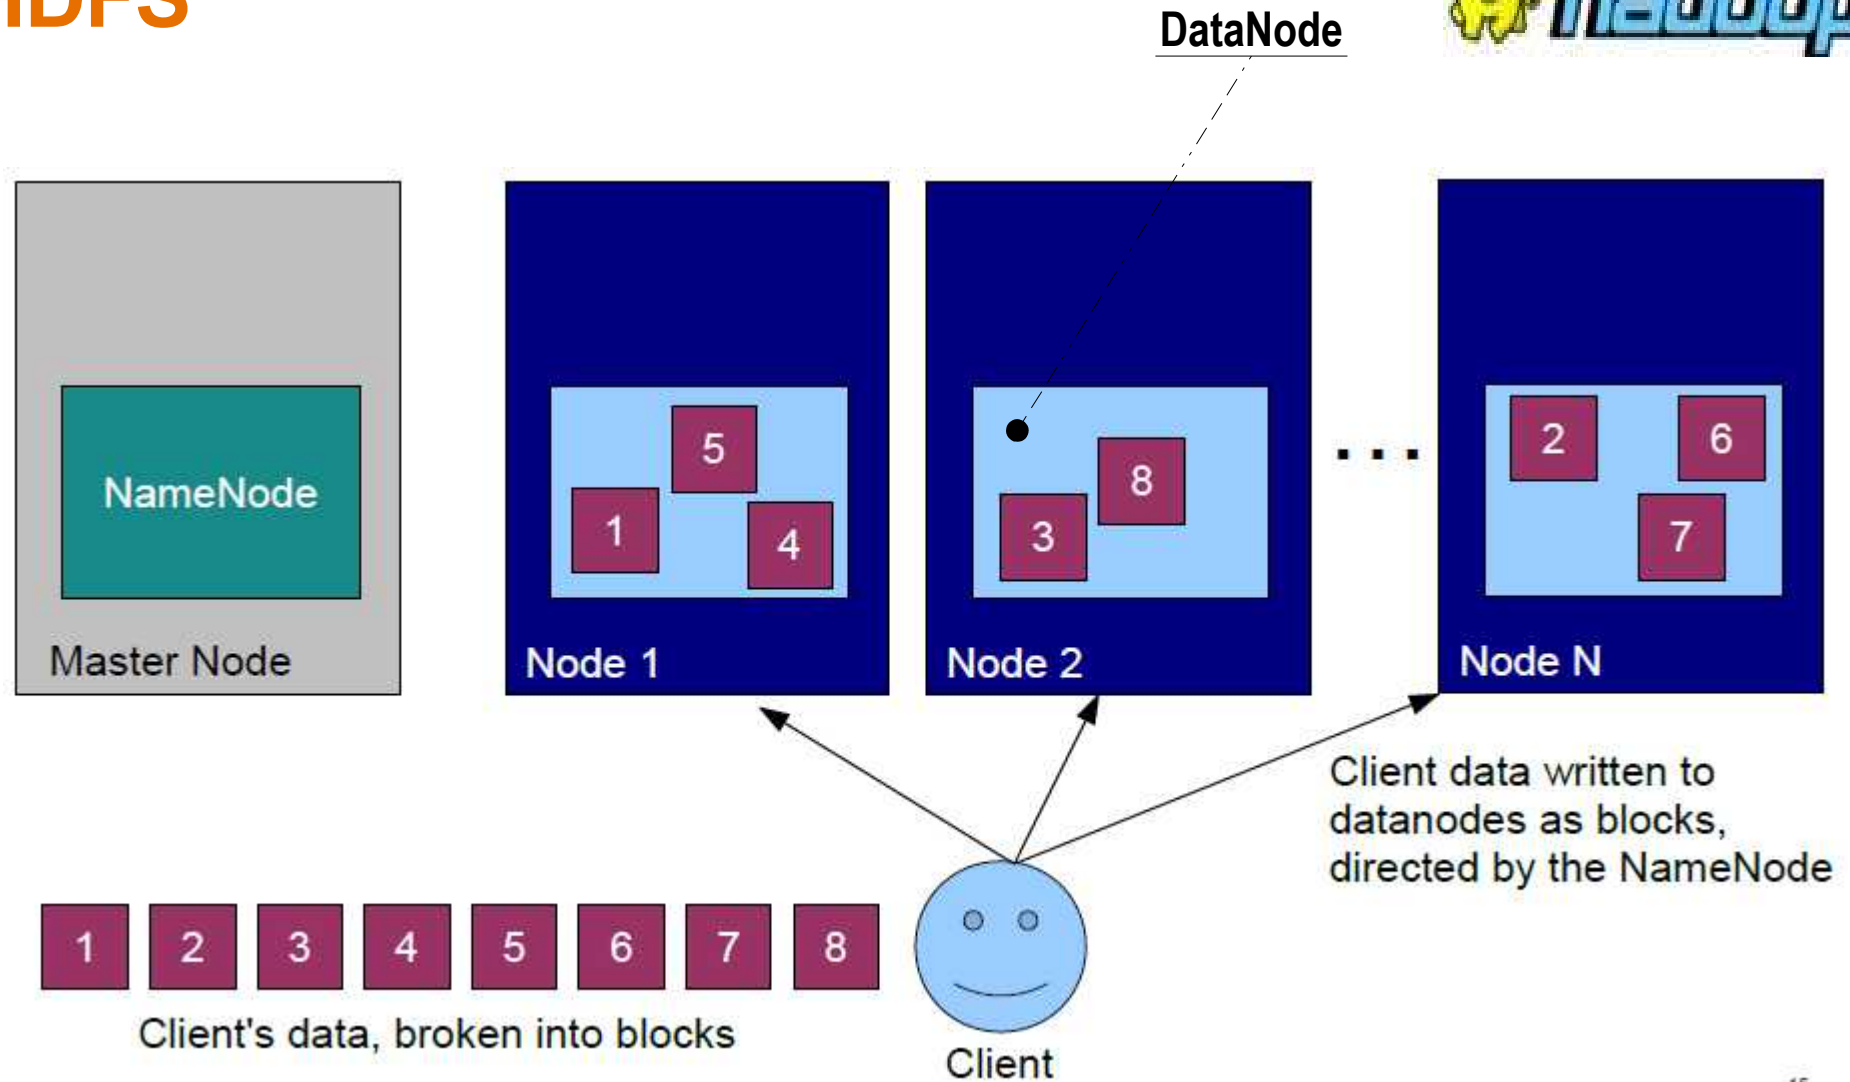 DataNode
NameNode
Master Node
5
1
4
Node 1
8
3
Node 2
...
2
6
7
Node N
Client data written to
datanodes as blocks,
directed by the NameNode
1 2 3 4 5 6 7 8
Client's data, broken into blocks
Client